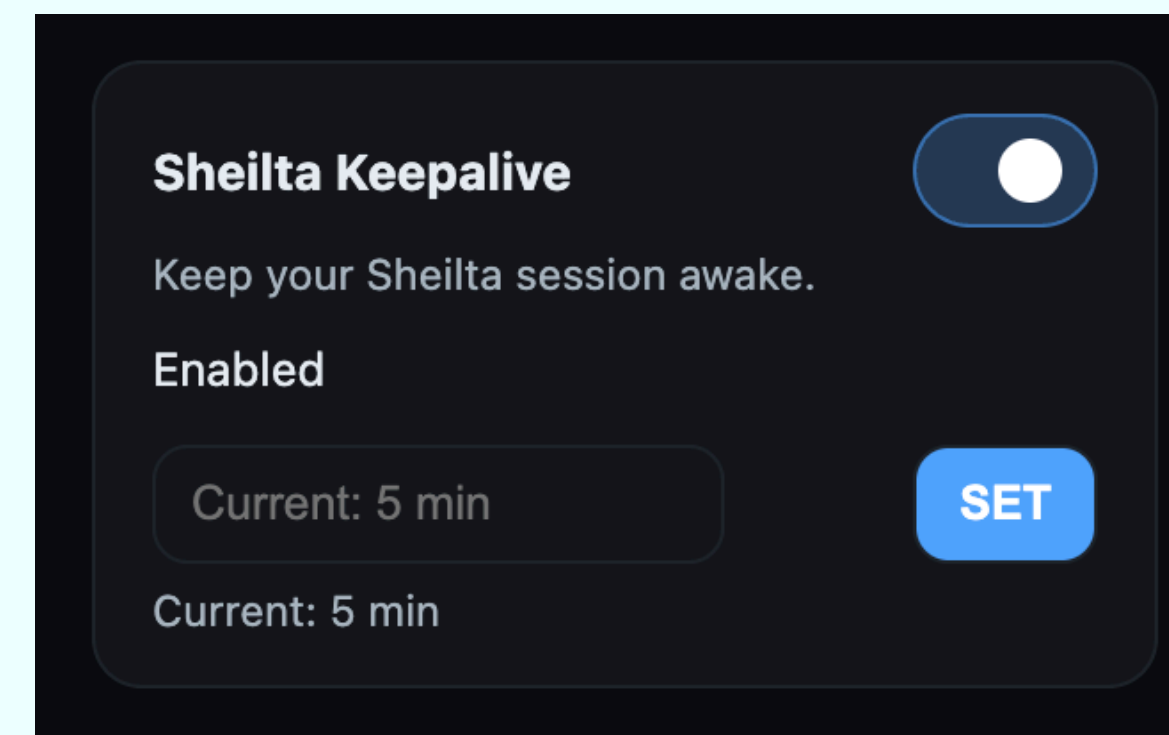 Sheilta Keepalive
Keep your Sheilta session awake.
Enabled
Current: 5 min
SET
Current: 5 min